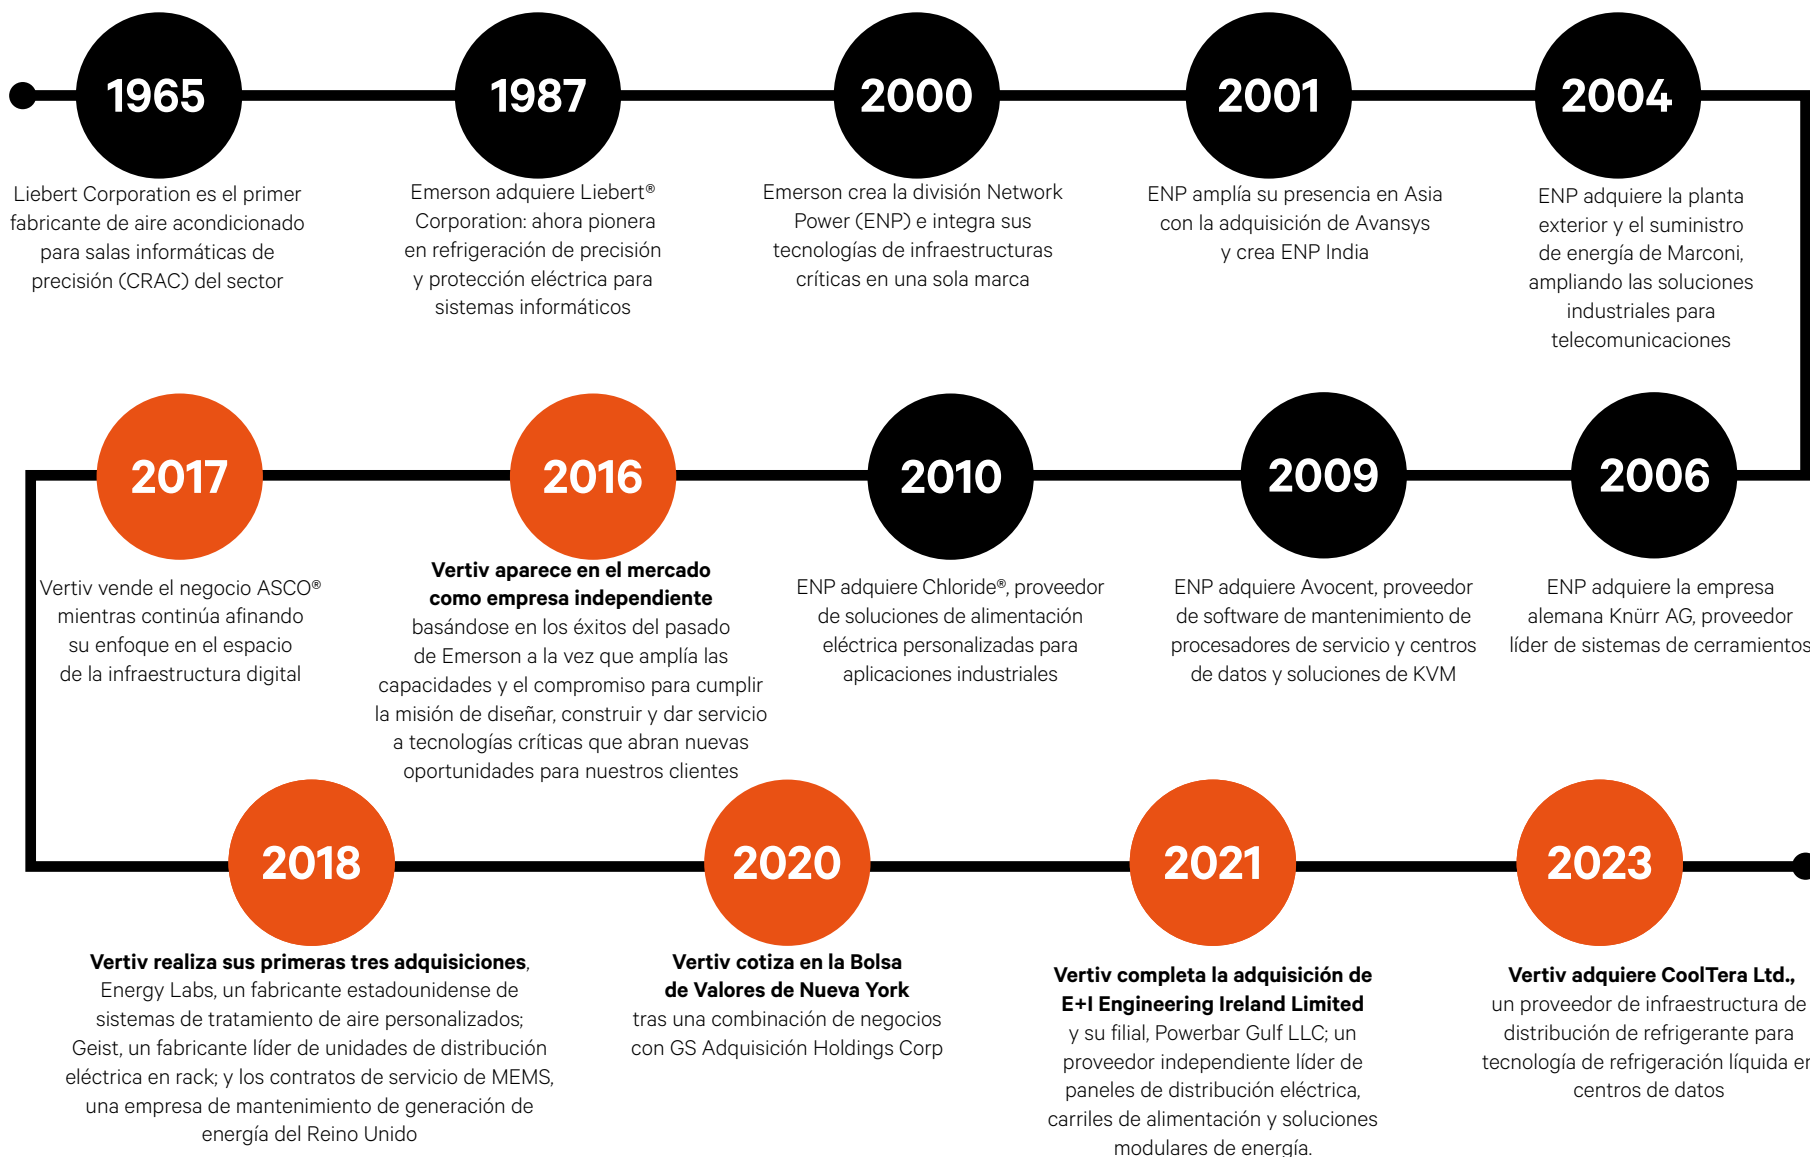 1965
Liebert Corporation es el primer
fabricante de aire acondicionado
para salas informáticas de
precisión (CRAC) del sector
1987
Emerson adquiere Liebert®
Corporation: ahora pionera
en refrigeración de precisión
y protección eléctrica para
sistemas informáticos
2000
Emerson crea la división Network
Power (ENP) e integra sus
tecnologías de infraestructuras
críticas en una sola marca
2001
ENP amplía su presencia en Asia
con la adquisición de Avansys
y crea ENP India
2004
ENP adquiere la planta
exterior y el suministro
de energía de Marconi,
ampliando las soluciones
industriales para
telecomunicaciones
2017
Vertiv vende el negocio ASCO®
mientras continúa afinando
su enfoque en el espacio
de la infraestructura digital
2016
Vertiv aparece en el mercado
como empresa independiente
basándose en los éxitos del pasado
de Emerson a la vez que amplía las
capacidades y el compromiso para cumplir
la misión de diseñar, construir y dar servicio
a tecnologías críticas que abran nuevas
oportunidades para nuestros clientes
2010
ENP adquiere Chloride®, proveedor
de soluciones de alimentación
eléctrica personalizadas para
aplicaciones industriales
2009
ENP adquiere Avocent, proveedor
de software de mantenimiento de
procesadores de servicio y centros
de datos y soluciones de KVM
2006
ENP adquiere la empresa
alemana Knürr AG, proveedor
líder de sistemas de cerramientos
2018
Vertiv realiza sus primeras tres adquisiciones,
Energy Labs, un fabricante estadounidense de
sistemas de tratamiento de aire personalizados;
Geist, un fabricante líder de unidades de distribución
eléctrica en rack; y los contratos de servicio de MEMS,
una empresa de mantenimiento de generación de
energía del Reino Unido
2020
Vertiv cotiza en la Bolsa
de Valores de Nueva York
tras una combinación de negocios
con GS Adquisición Holdings Corp
2021
Vertiv completa la adquisición de
E+I Engineering Ireland Limited
y su filial, Powerbar Gulf LLC; un
proveedor independiente líder de
paneles de distribución eléctrica,
carriles de alimentación y soluciones
modulares de energía.
2023
Vertiv adquiere CoolTera Ltd.,
un proveedor de infraestructura de
distribución de refrigerante para
tecnología de refrigeración líquida en
centros de datos